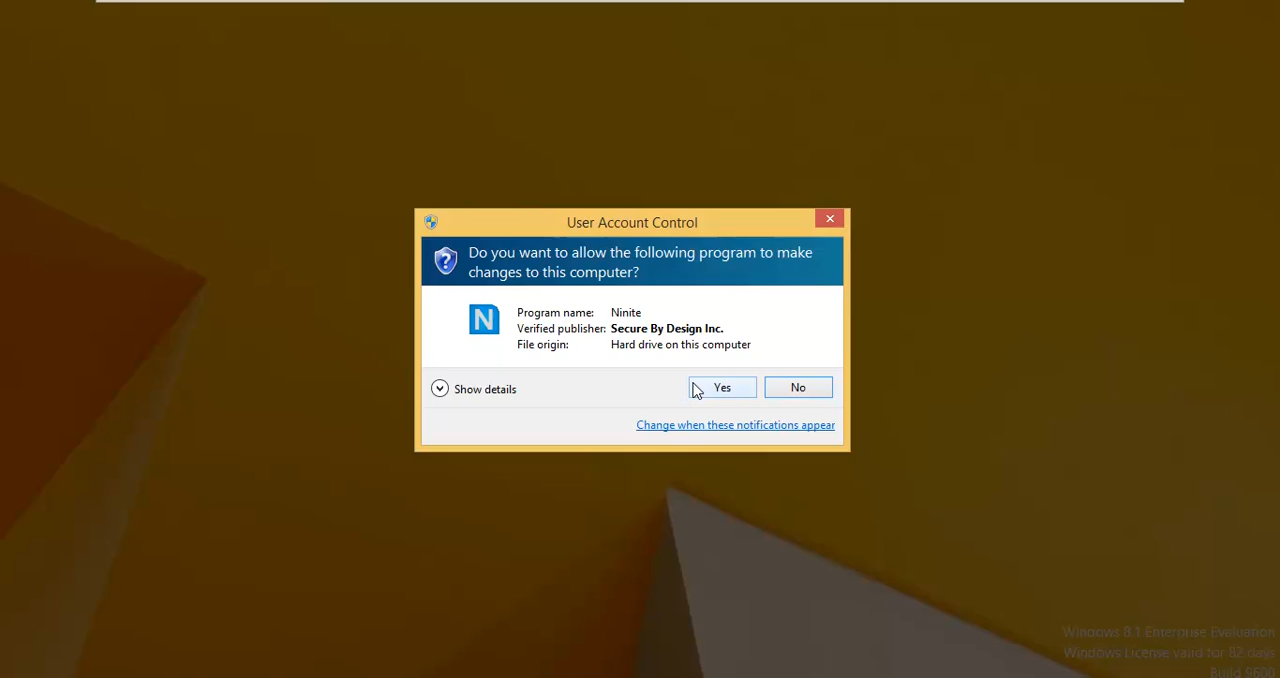 User Account Control
Do you want to allow the following program to make
changes to this computer?
N
Program name: Ninite
Verified publisher: Secure By Design Inc.
File origin: Hard drive on this computer
Show details
Yes
No
Change when these notifications appear
Windows 8.1 Enterprise Evaluation
Windows License valid for 82 days
Build 9600